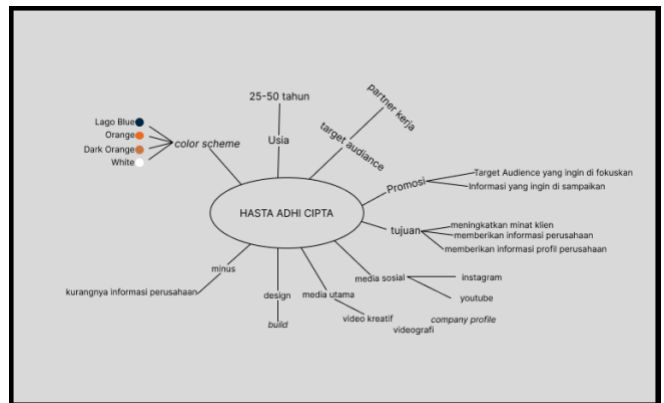 25-50 tahun
Usia
partner kerja
target audiance
Lago Blue
Orange
Dark Orange
White
color scheme
Promosi
Target Audience yang ingin di fokuskan
Informasi yang ingin di sampaikan
HASTA ADHI CIPTA
tujuan
meningkatkan minat klien
memberikan informasi perusahaan
memberikan informasi profil perusahaan
minus
kurangnya informasi perusahaan
design
build
media utama
video kreatif
videografi
company profile
media sosial
instagram
youtube